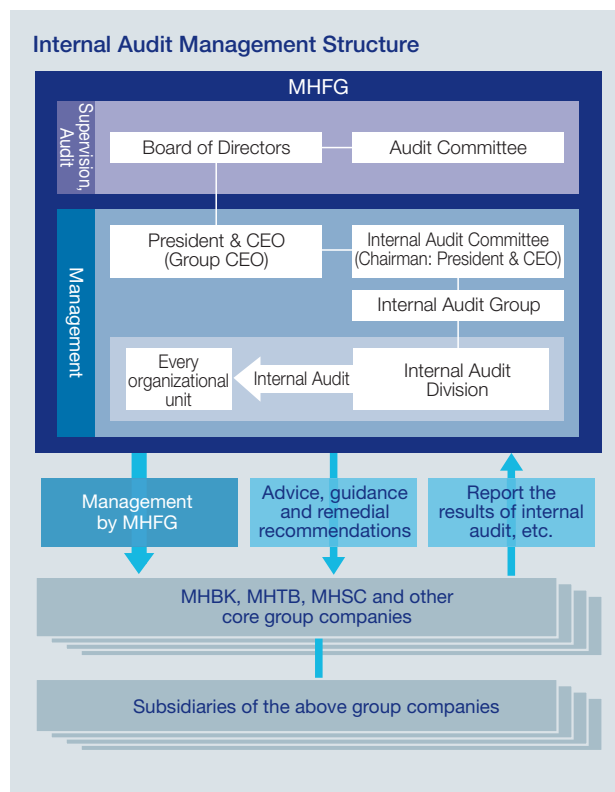 Internal Audit Management Structure
MHFG
Supervision,
Audit
Board of Directors
Audit Committee
Management
President & CEO
(Group CEO)
Internal Audit Committee
(Chairman: President & CEO)
Internal Audit Group
Every
organizational
unit
Internal Audit
Internal Audit
Division
Management
by MHFG
Advice, guidance
and remedial
recommendations
Report the
results of internal
audit, etc.
MHBK, MHTB, MHSC and other
core group companies
Subsidiaries of the above group companies